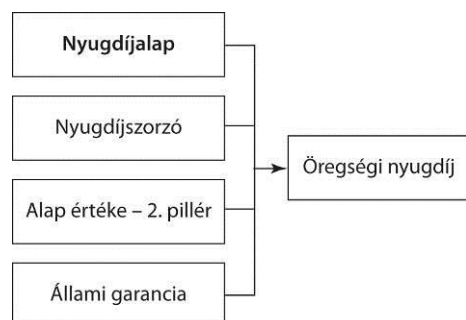 Nyugdíjalap
Nyugdíjszorzó
Alap értéke – 2. pillér
Állami garancia
Öregségi nyugdíj